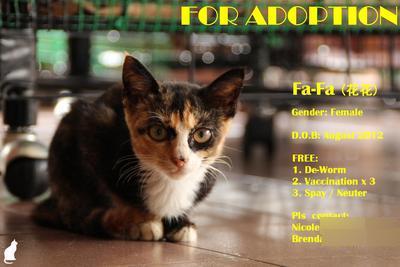 FOR ADOPTION
Fa-Fa (花花)
Gender: Female
D.O.B: August 2012
FREE:
1. De-Worm
2. Vaccination x 3
3. Spay / Neuter
Pls contact:
Nicole
Brenda